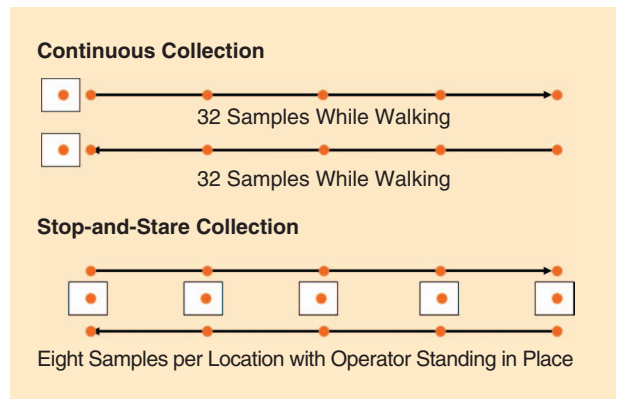 Continuous Collection
32 Samples While Walking
32 Samples While Walking
Stop-and-Stare Collection
Eight Samples per Location with Operator Standing in Place